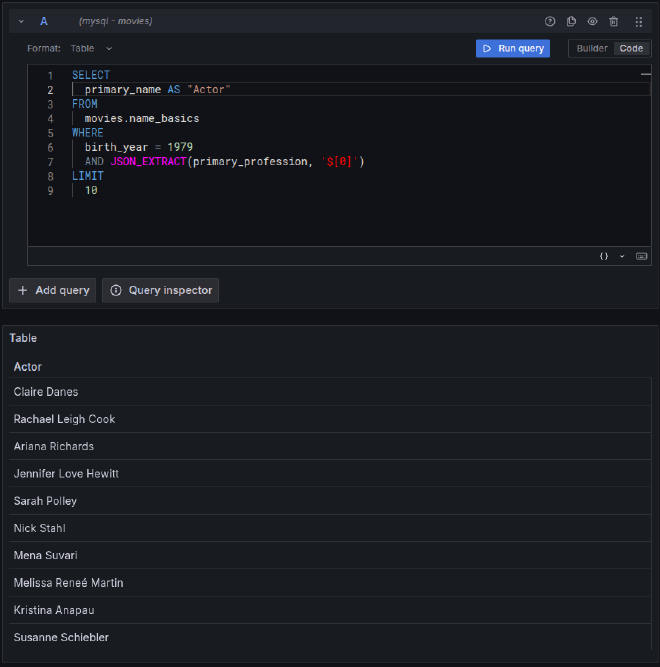 A (mysql - movies)
Format: Table Run query Builder Code
1 SELECT
2 primary_name AS "Actor"
3 FROM
4 movies.name_basics
5 WHERE
6 birth_year = 1979
7 AND JSON_EXTRACT(primary_profession, '$[0]')
8 LIMIT
9 10
{}
+ Add query Query inspector
Table
Actor
Claire Danes
Rachael Leigh Cook
Ariana Richards
Jennifer Love Hewitt
Sarah Polley
Nick Stahl
Mena Suvari
Melissa Reneé Martin
Kristina Anapau
Susanne Schiebler